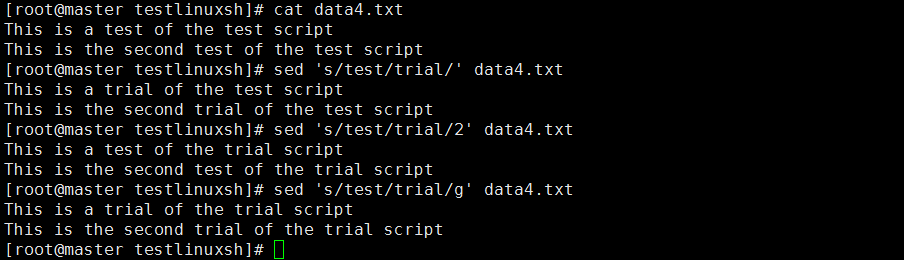 [root@master testlinuxsh]# cat data4.txt
This is a test of the test script
This is the second test of the test script
[root@master testlinuxsh]# sed 's/test/trial/' data4.txt
This is a trial of the test script
This is the second trial of the test script
[root@master testlinuxsh]# sed 's/test/trial/2' data4.txt
This is a test of the trial script
This is the second test of the trial script
[root@master testlinuxsh]# sed 's/test/trial/g' data4.txt
This is a trial of the trial script
This is the second trial of the trial script
[root@master testlinuxsh]#